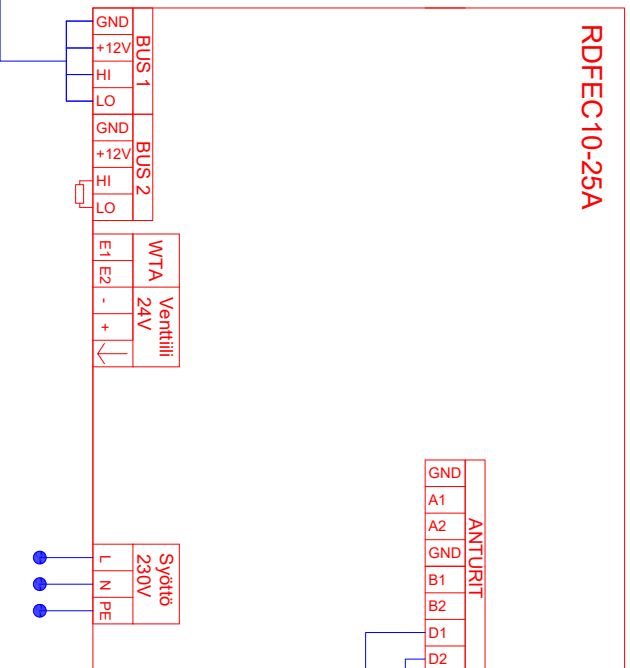 RDFEC10-25A
BUS 1
GND
+12V
HI
LO
BUS 2
GND
+12V
HI
LO
WTA
E1
E2
Venttiili
24V
-
+
Syöttö
230V
L
N
PE
ANTURIT
GND
A1
A2
GND
B1
B2
D1
D2